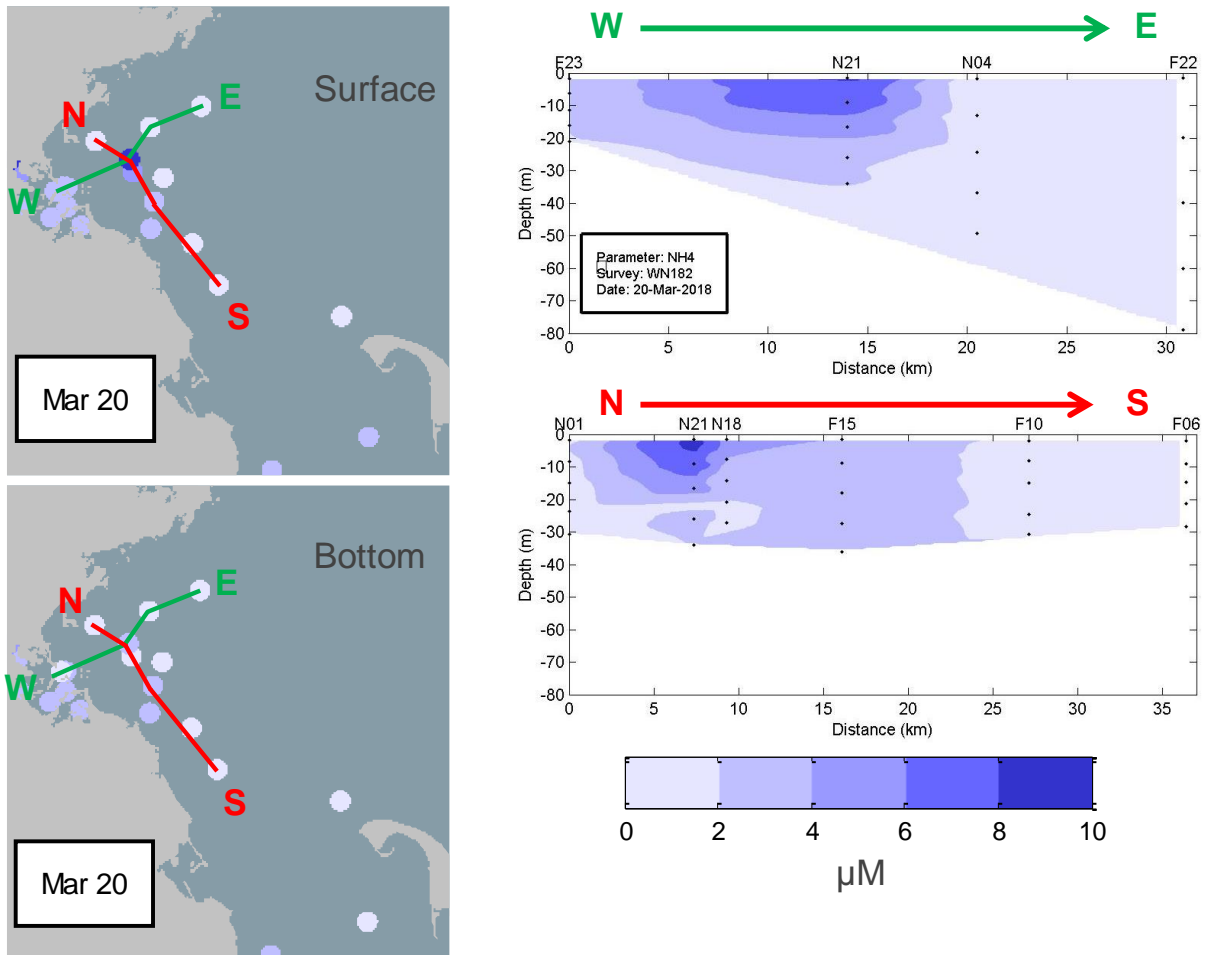 Surface
N
E
W
S
Mar 20
Bottom
N
E
W
S
Mar 20
W E
F23 N21 N04 F22
0
-10
-20
-30
-40
-50
-60
-70
-80
Depth (m)
Parameter: NH4
Survey: WN182
Date: 20-Mar-2018
0 5 10 15 20 25 30
Distance (km)
N S
N01 N21 N18 F15 F10 F06
0
-10
-20
-30
-40
-50
-60
-70
-80
Depth (m)
0 5 10 15 20 25 30 35
Distance (km)
0 2 4 6 8 10
µM